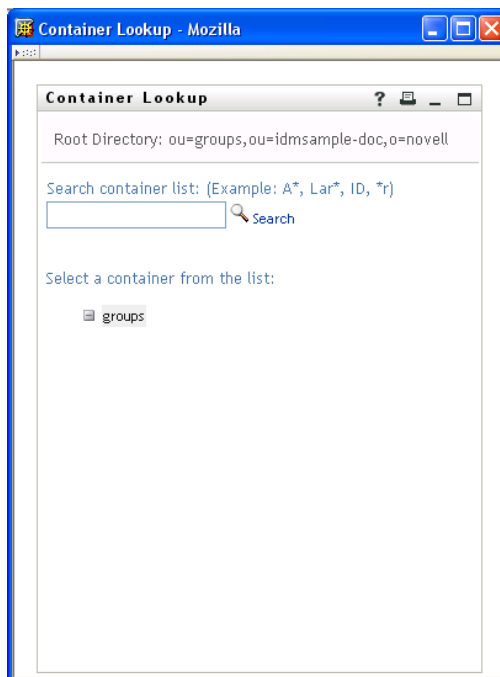 Container Lookup - Mozilla
Container Lookup
Root Directory: ou=groups,ou=idmsample-doc,o=novell
Search container list: (Example: A*, Lar*, ID, *r)
Search
Select a container from the list:
groups